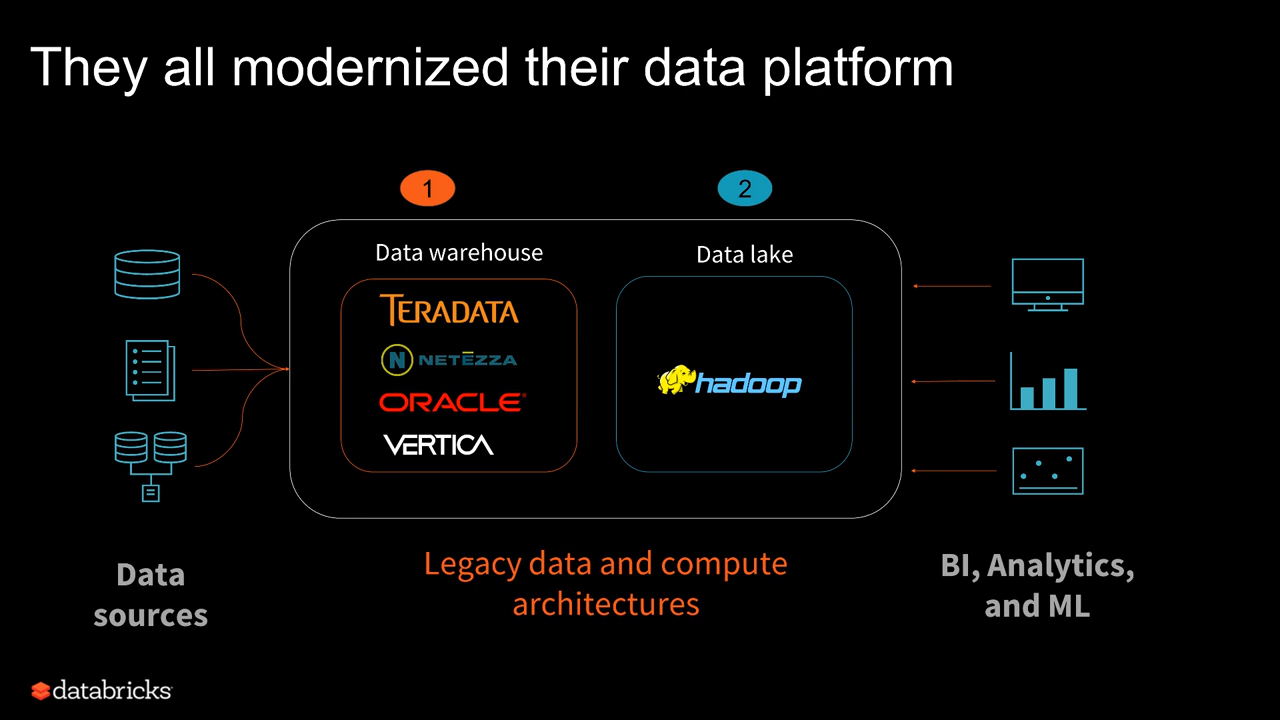 They all modernized their data platform
1
2
Data warehouse
Data lake
TERADATA
N NETEZZA
ORACLE®
VERTICA
hadoop
Data
sources
Legacy data and compute
architectures
BI, Analytics,
and ML
databricks